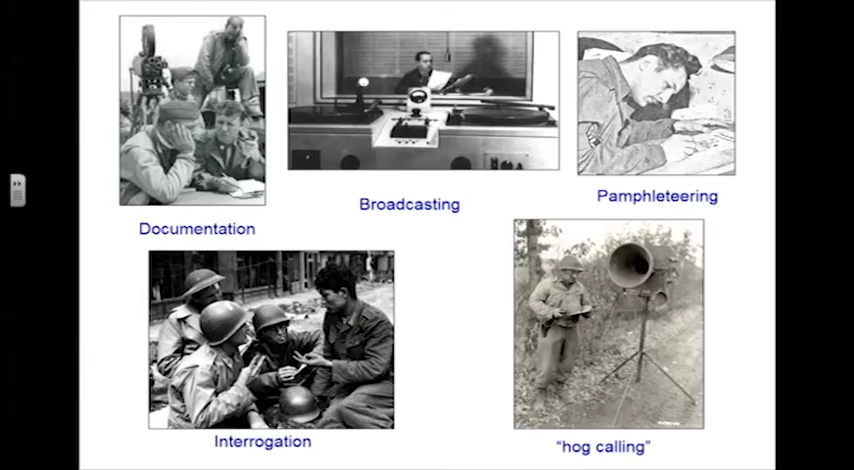 Documentation
Broadcasting
Pamphleteering
Interrogation
“hog calling”